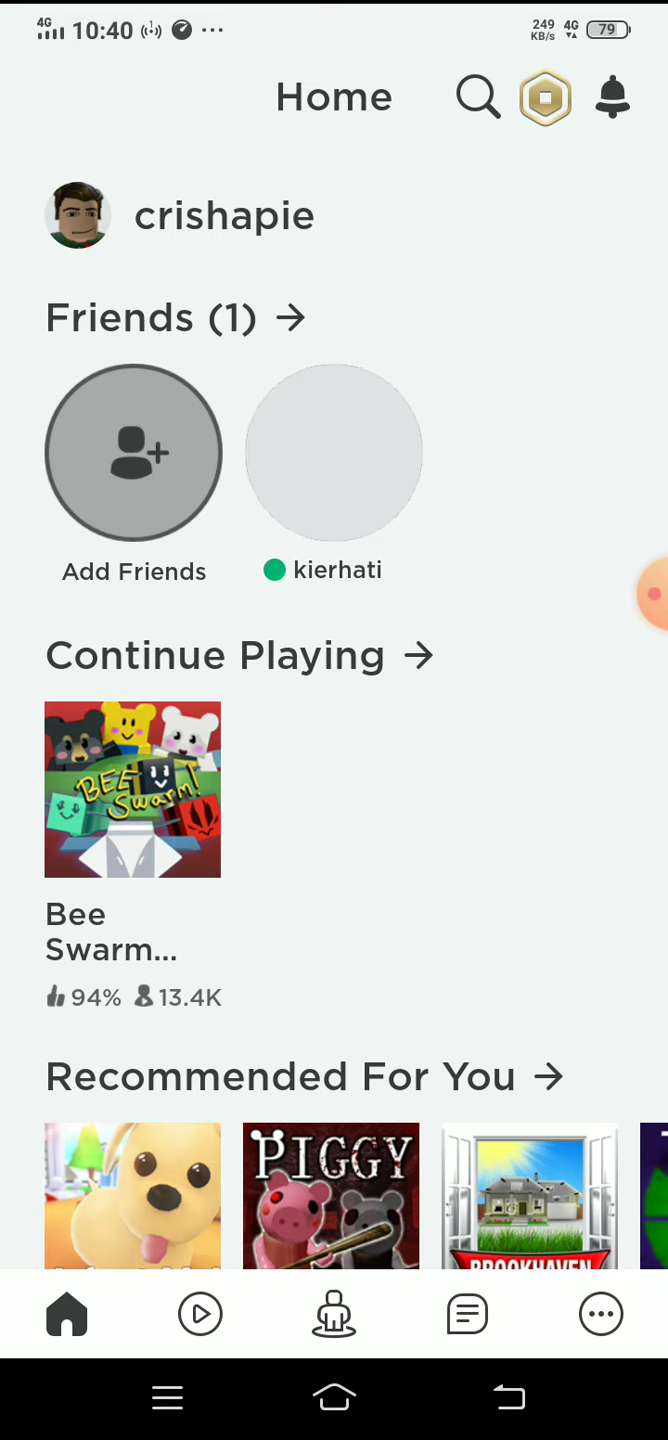 4G 10:40 249 KB/s 4G 79
Home
crishapie
Friends (1)
Add Friends
kierhati
Continue Playing
BEE
Swarm!
Bee
Swarm...
94% 13.4K
Recommended For You
PIGGY
BROOKHAVEN